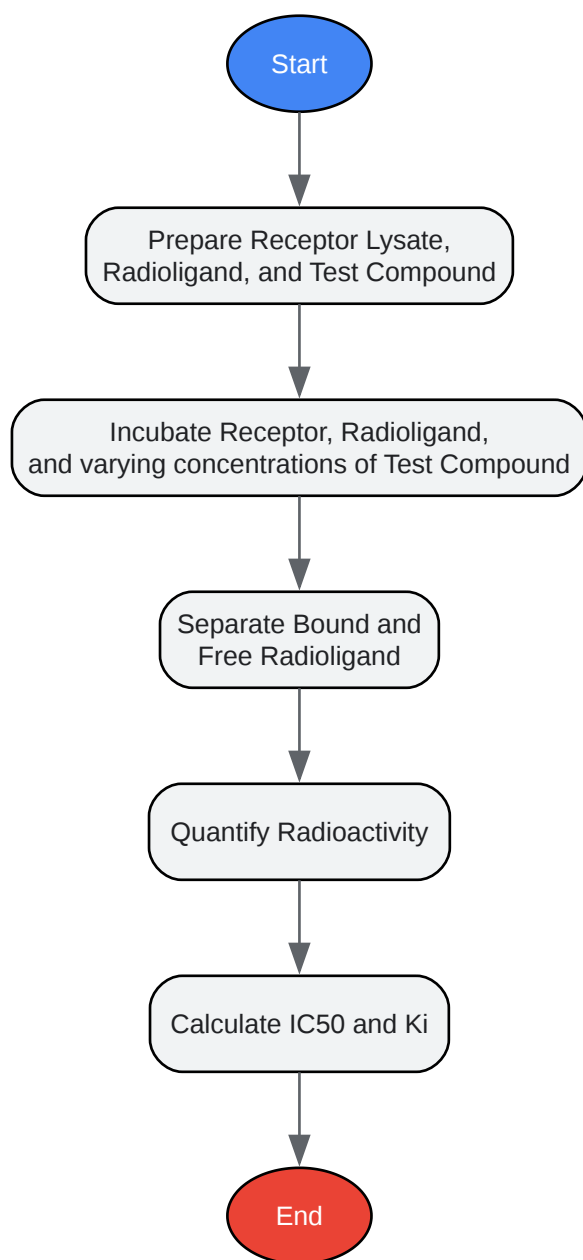 Start
Prepare Receptor Lysate,
Radioligand, and Test Compound
Incubate Receptor, Radioligand,
and varying concentrations of Test Compound
Separate Bound and
Free Radioligand
Quantify Radioactivity
Calculate IC50 and Ki
End